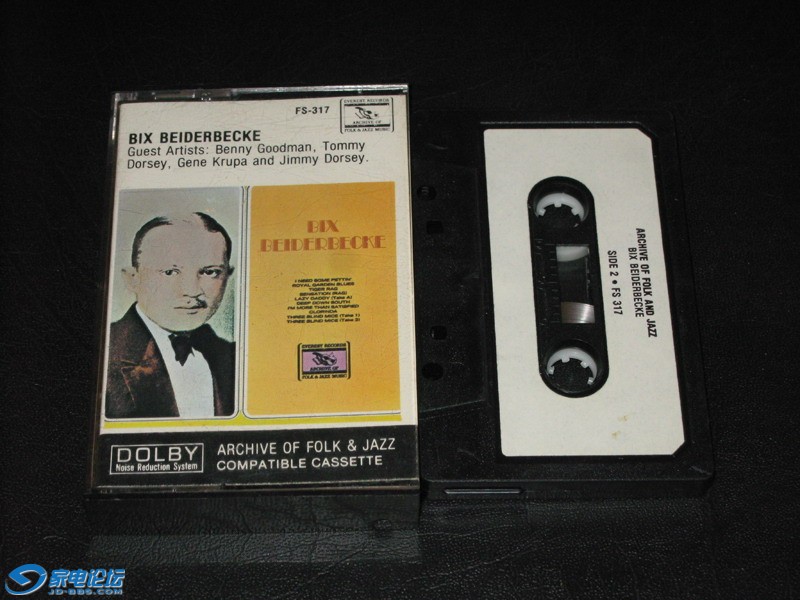 FS-317
EVEREST RECORDS
ARCHIVE OF
FOLK & JAZZ MUSIC
BIX BEIDERBECKE
Guest Artists: Benny Goodman, Tommy
Dorsey, Gene Krupa and Jimmy Dorsey.
BIX
BEIDERBECKE
I NEED SOME PETTIN'
ROYAL GARDEN BLUES
TIGER RAG
SENSATION (RAG)
LAZY DADDY (Take A)
DEEP DOWN SOUTH
I'M MORE THAN SATISFIED
CLORINDA
THREE BLIND MICE (Take 1)
THREE BLIND MICE (Take 3)
EVEREST RECORDS
ARCHIVE OF
FOLK & JAZZ MUSIC
DOLBY
Noise Reduction System
ARCHIVE OF FOLK & JAZZ
COMPATIBLE CASSETTE
ARCHIVE OF FOLK AND JAZZ
BIX BEIDERBECKE
SIDE 2 • FS 317
家电论坛
JD-BBS.COM